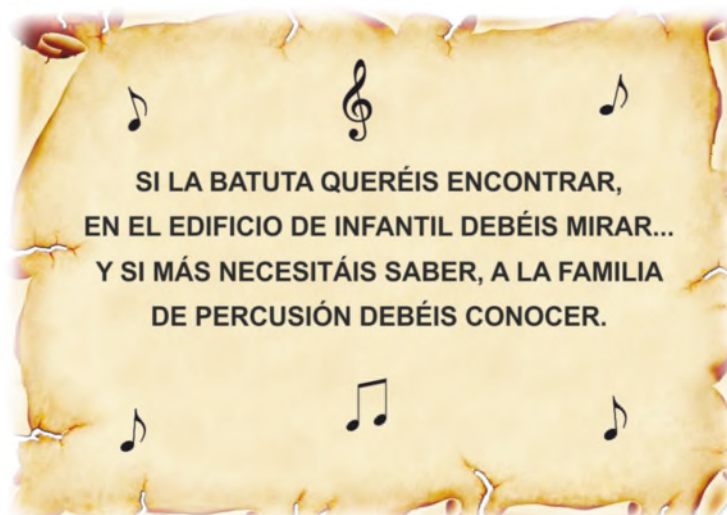 SI LA BATUTA QUERÉIS ENCONTRAR,
EN EL EDIFICIO DE INFANTIL DEBÉIS MIRAR...
Y SI MÁS NECESITÁIS SABER, A LA FAMILIA
DE PERCUSIÓN DEBÉIS CONOCER.